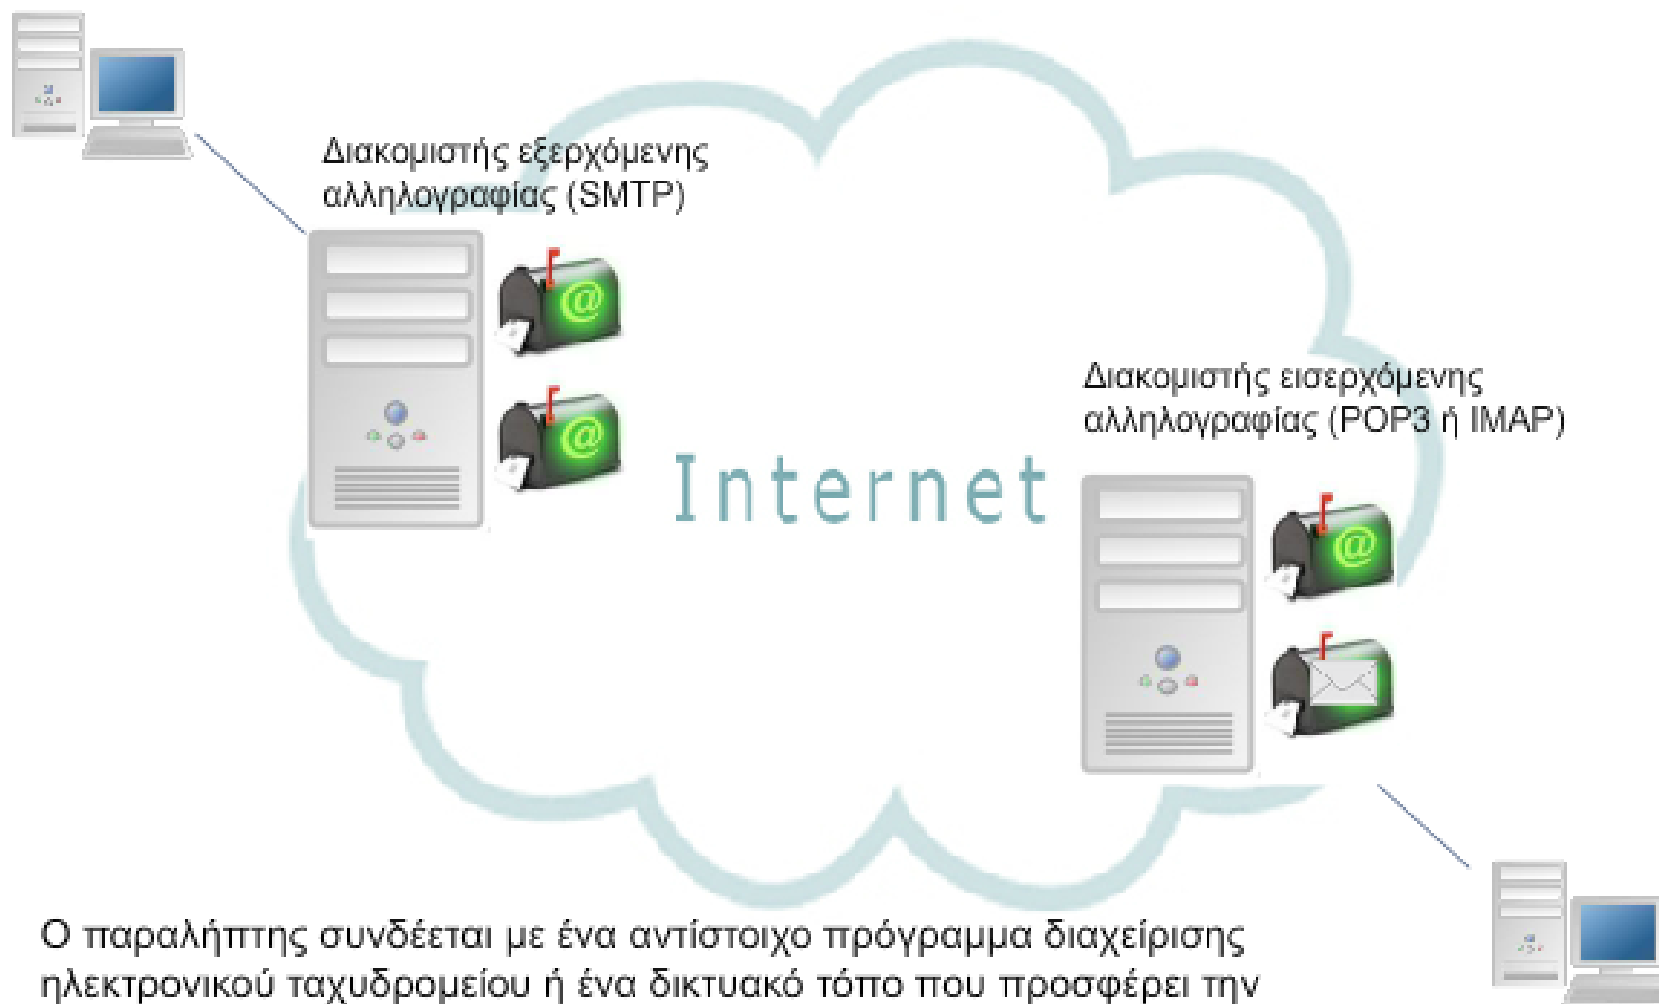 Διακομιστής εξερχόμενης
αλληλογραφίας (SMTP)
Διακομιστής εισερχόμενης
αλληλογραφίας (POP3 ή IMAP)
Internet
Ο παραλήπτης συνδέεται με ένα αντίστοιχο πρόγραμμα διαχείρισης
ηλεκτρονικού ταχυδρομείου ή ένα δικτυακό τόπο που προσφέρει την